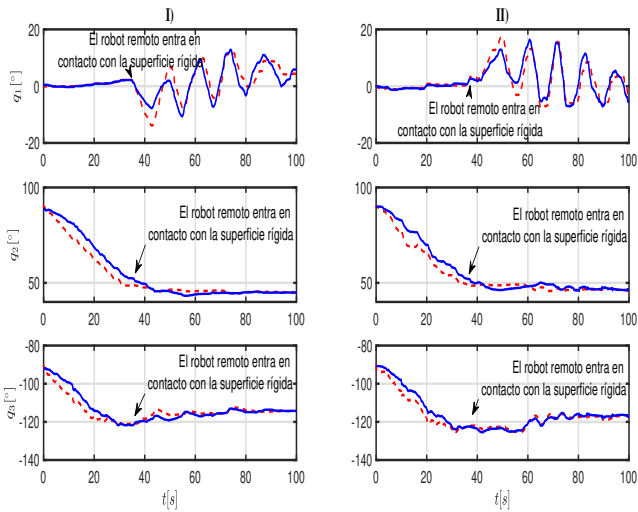 I)
II)
20
El robot remoto entra en
contacto con la superficie rígida
q₁[°]
0
-20
0 20 40 60 80 100
20
0
El robot remoto entra en
contacto con la superficie rígida
-20
0 20 40 60 80 100
100
El robot remoto entra en
contacto con la superficie rígida
q₂[°]
50
0 20 40 60 80 100
100
El robot remoto entra en
contacto con la superficie rígida
50
0 20 40 60 80 100
-80
El robot remoto entra en
contacto con la superficie rígida
-100
q₃[°]
-120
-140
0 20 40 60 80 100
t[s]
-80
El robot remoto entra en
contacto con la superficie rígida
-100
-120
-140
0 20 40 60 80 100
t[s]